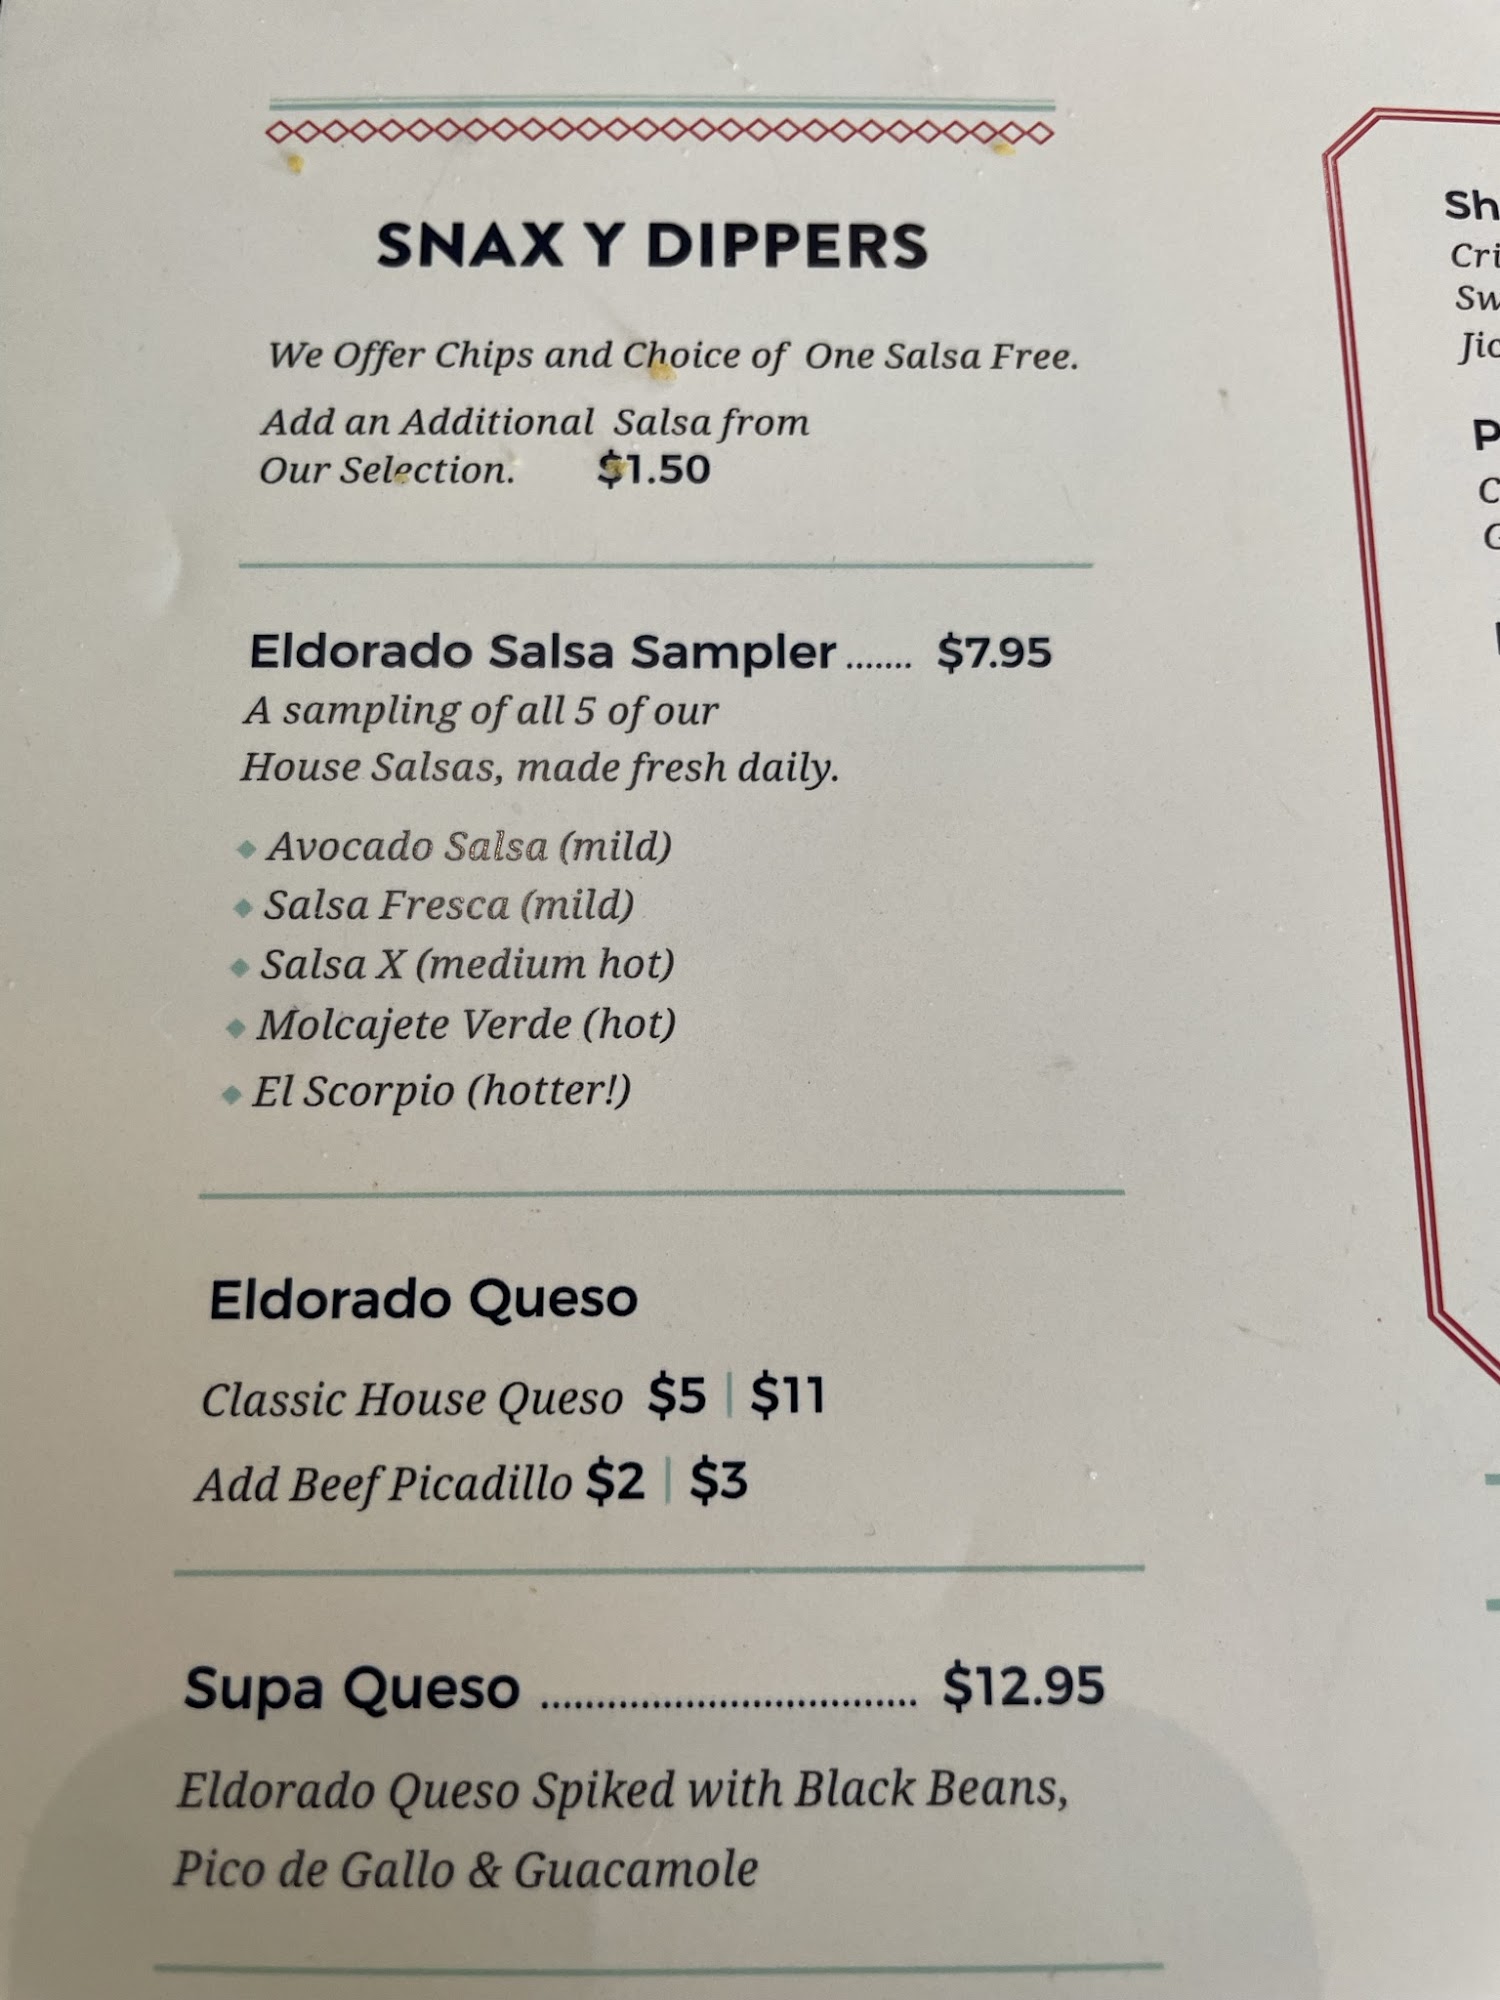 SNAX Y DIPPERS
We Offer Chips and Choice of One Salsa Free.
Add an Additional Salsa from
Our Selection. $1.50
Eldorado Salsa Sampler ....... $7.95
A sampling of all 5 of our
House Salsas, made fresh daily.
Avocado Salsa (mild)
Salsa Fresca (mild)
Salsa X (medium hot)
Molcajete Verde (hot)
El Scorpio (hotter!)
Eldorado Queso
Classic House Queso $5 | $11
Add Beef Picadillo $2 | $3
Supa Queso .................................. $12.95
Eldorado Queso Spiked with Black Beans,
Pico de Gallo & Guacamole